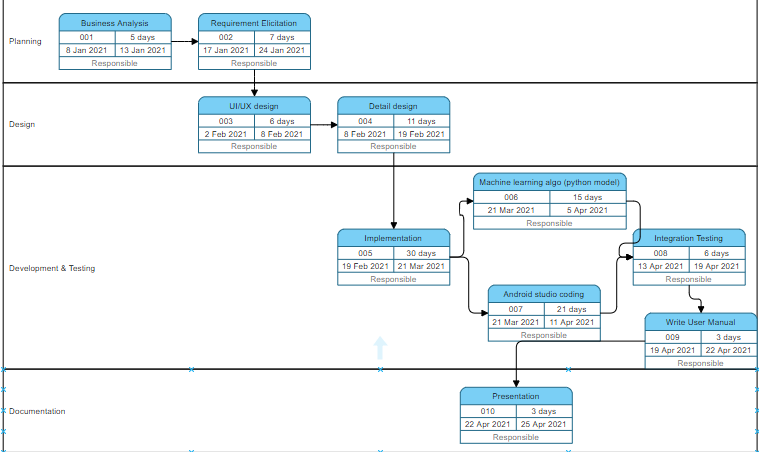 Planning
Business Analysis
001 5 days
8 Jan 2021 13 Jan 2021
Responsible
Requirement Elicitation
002 7 days
17 Jan 2021 24 Jan 2021
Responsible
Design
UI/UX design
003 6 days
2 Feb 2021 8 Feb 2021
Responsible
Detail design
004 11 days
8 Feb 2021 19 Feb 2021
Responsible
Development & Testing
Implementation
005 30 days
19 Feb 2021 21 Mar 2021
Responsible
Machine learning algo (python model)
006 15 days
21 Mar 2021 5 Apr 2021
Responsible
Android studio coding
007 21 days
21 Mar 2021 11 Apr 2021
Responsible
Integration Testing
008 6 days
13 Apr 2021 19 Apr 2021
Responsible
Write User Manual
009 3 days
19 Apr 2021 22 Apr 2021
Responsible
Documentation
Presentation
010 3 days
22 Apr 2021 25 Apr 2021
Responsible